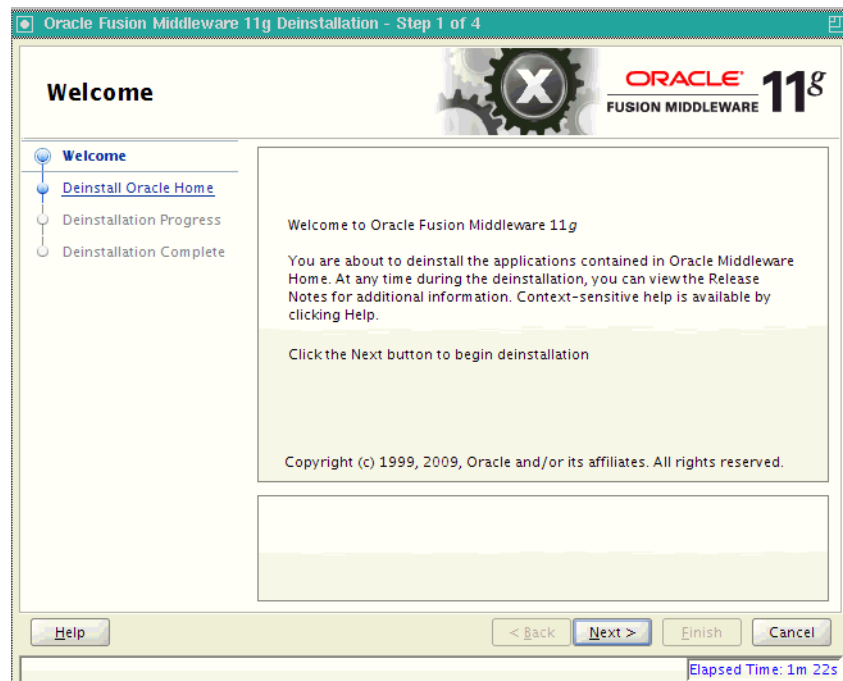 Oracle Fusion Middleware 11g Deinstallation - Step 1 of 4
Welcome
ORACLE
FUSION MIDDLEWARE
11g
Welcome
Deinstall Oracle Home
Deinstallation Progress
Deinstallation Complete
Welcome to Oracle Fusion Middleware 11g
You are about to deinstall the applications contained in Oracle Middleware
Home. At any time during the deinstallation, you can view the Release
Notes for additional information. Context-sensitive help is available by
clicking Help.
Click the Next button to begin deinstallation
Copyright (c) 1999, 2009, Oracle and/or its affiliates. All rights reserved.
Help
< Back
Next >
Finish
Cancel
Elapsed Time: 1m 22s